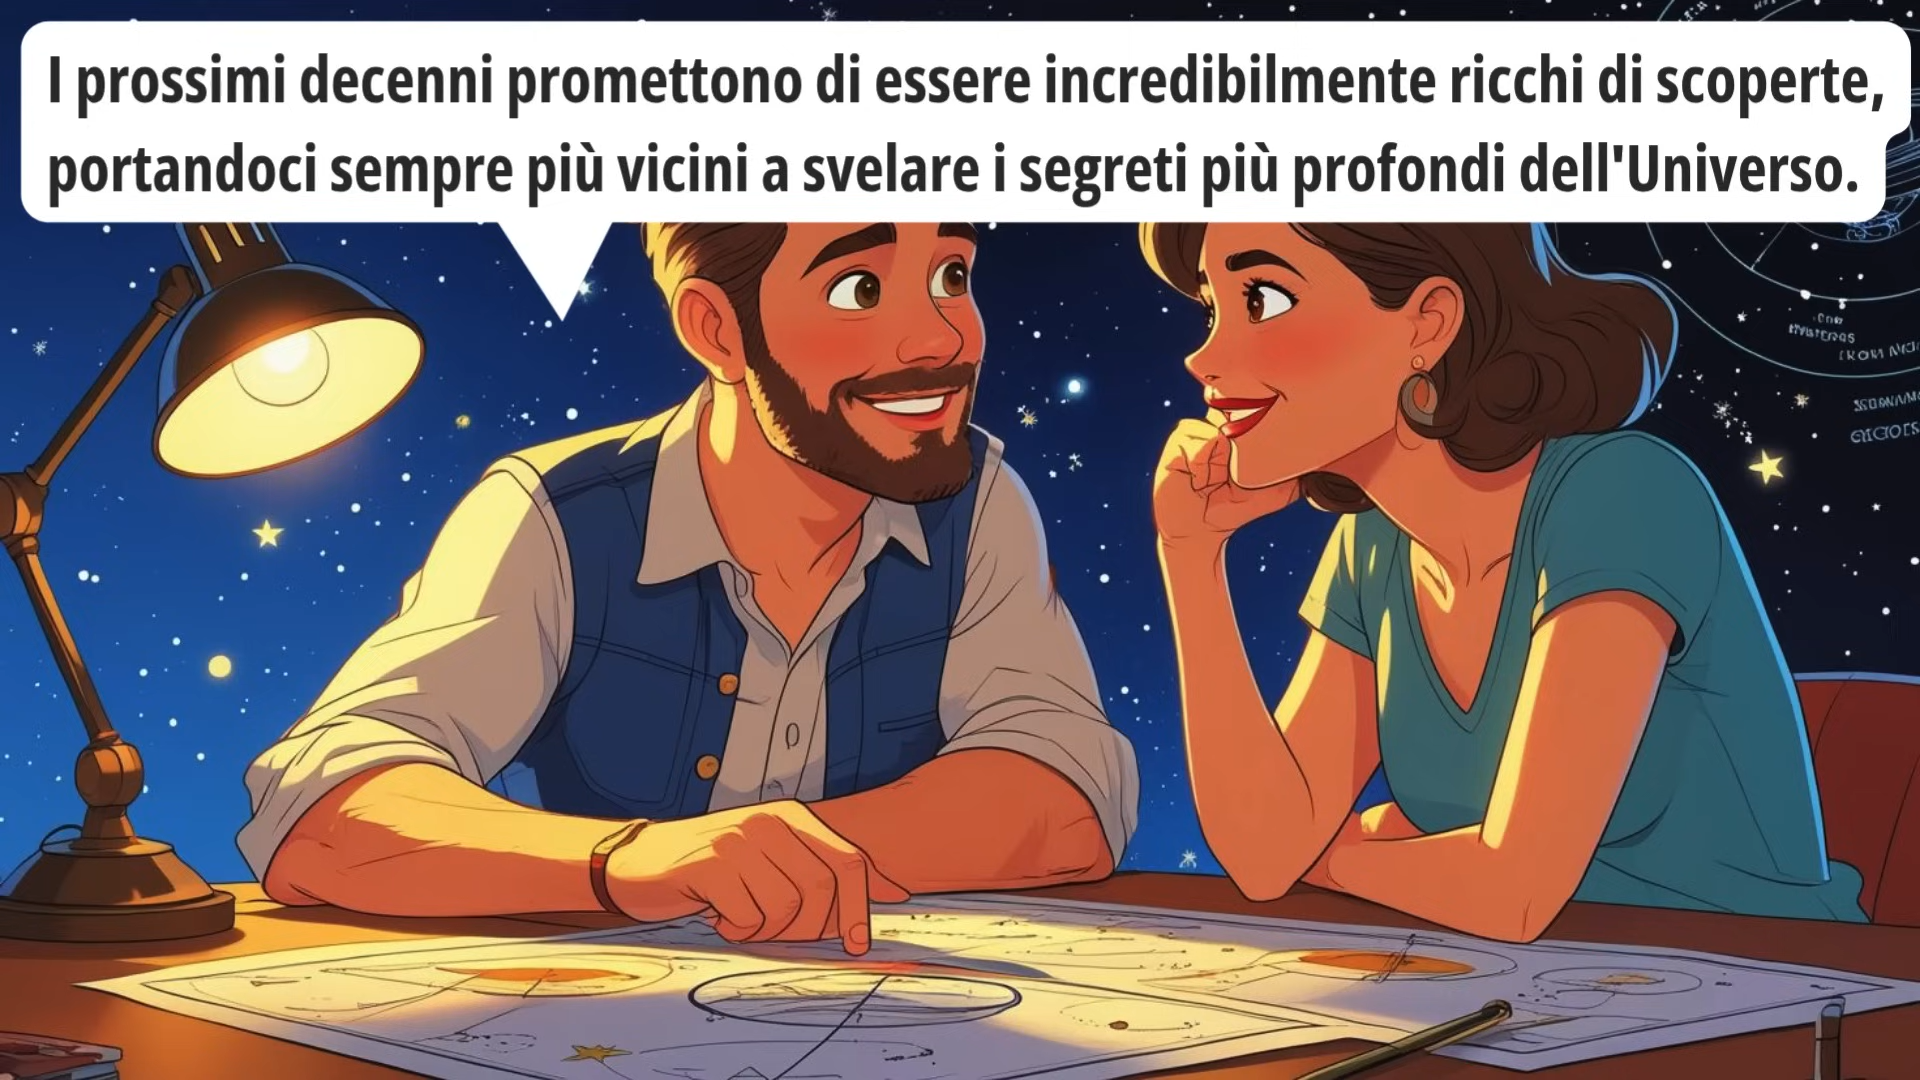 I prossimi decenni promettono di essere incredibilmente ricchi di scoperte,
portandoci sempre più vicini a svelare i segreti più profondi dell'Universo.